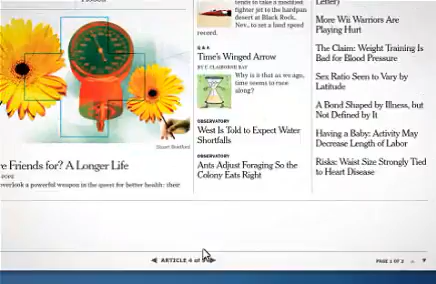 tends to take a modified
fighter jet to the hardpan
desert at Black Rock,
Nev., to set a land speed
record.
Q & A
Time's Winged Arrow
BY C. CLAIBORNE RAY
Why is it that as we age,
time seems to race
along?
OBSERVATORY
West Is Told to Expect Water
Shortfalls
OBSERVATORY
Ants Adjust Foraging So the
Colony Eats Right
Letter)
More Wii Warriors Are
Playing Hurt
The Claim: Weight Training Is
Bad for Blood Pressure
Sex Ratio Seen to Vary by
Latitude
A Bond Shaped by Illness, but
Not Defined by It
Having a Baby: Activity May
Decrease Length of Labor
Risks: Waist Size Strongly Tied
to Heart Disease
Stuart Bradford
re Friends for? A Longer Life
POPE
overlook a powerful weapon in the quest for better health: their
ARTICLE 4 of
PAGE 1 OF 2